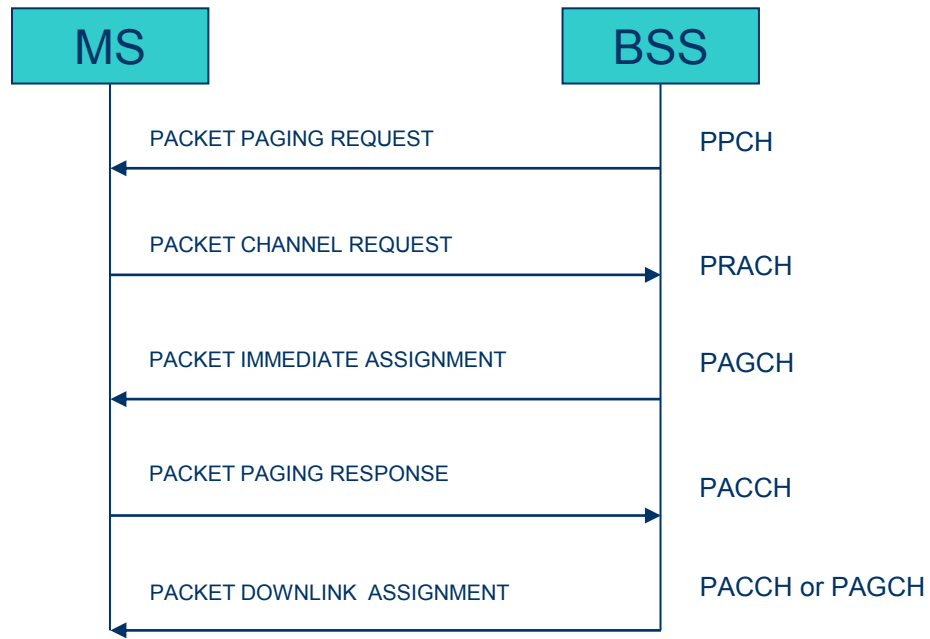 MS
BSS
PACKET PAGING REQUEST
PPCH
PACKET CHANNEL REQUEST
PRACH
PACKET IMMEDIATE ASSIGNMENT
PAGCH
PACKET PAGING RESPONSE
PACCH
PACKET DOWNLINK ASSIGNMENT
PACCH or PAGCH